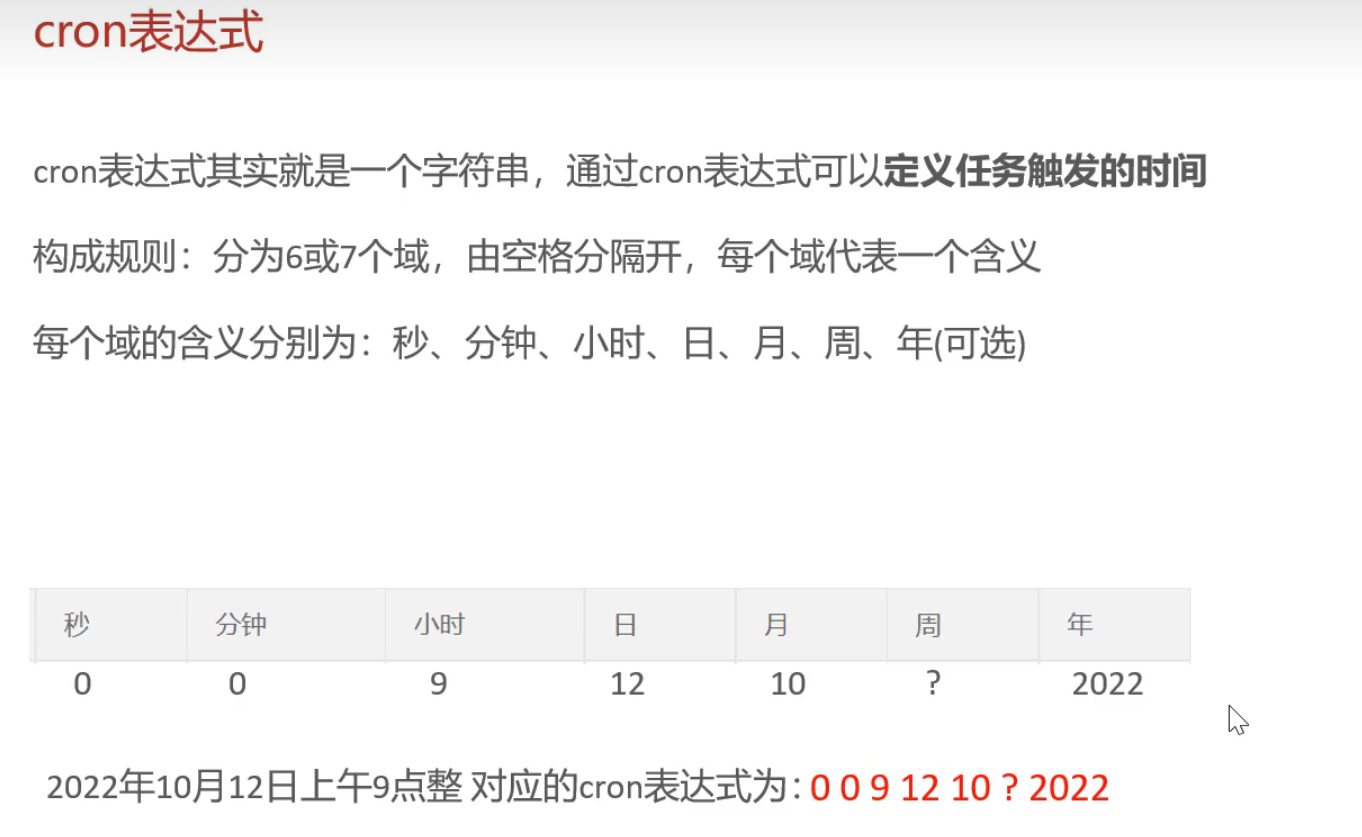 cron表达式
cron表达式其实就是一个字符串，通过cron表达式可以定义任务触发的时间
构成规则：分为6或7个域，由空格分隔开，每个域代表一个含义
每个域的含义分别为：秒、分钟、小时、日、月、周、年(可选)
秒 分钟 小时 日 月 周 年
0 0 9 12 10 ? 2022
2022年10月12日上午9点整 对应的cron表达式为：0 0 9 12 10 ? 2022